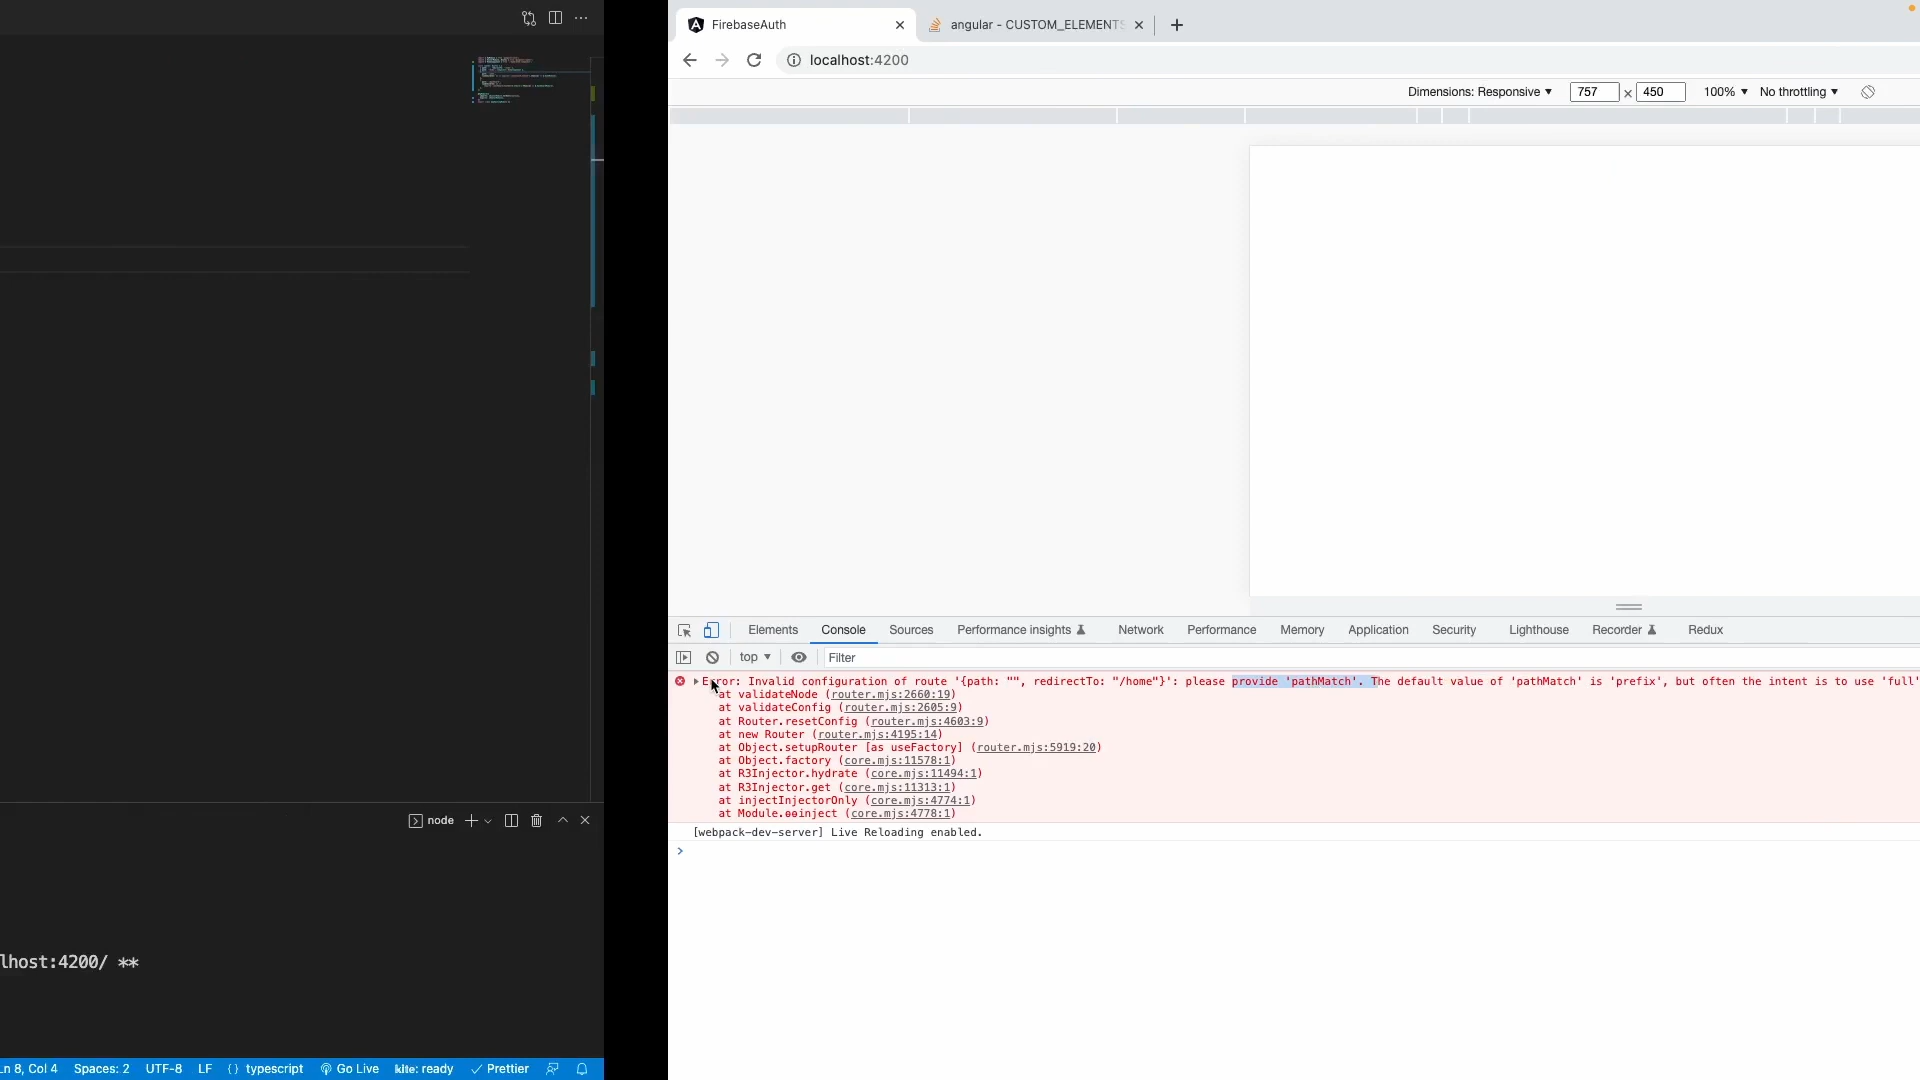 FirebaseAuth
angular - CUSTOM_ELEMENTS
localhost:4200
Dimensions: Responsive
757 × 450
100%
No throttling
Elements
Console
Sources
Performance insights
Network
Performance
Memory
Application
Security
Lighthouse
Recorder
Redux
top
Filter
Error: Invalid configuration of route '{path: "", redirectTo: "/home"}': please provide 'pathMatch'. The default value of 'pathMatch' is 'prefix', but often the intent is to use 'full'
at validateNode (router.mjs:2660:19)
at validateConfig (router.mjs:2605:9)
at Router.resetConfig (router.mjs:4603:9)
at new Router (router.mjs:4195:14)
at Object.setupRouter [as useFactory] (router.mjs:5919:20)
at Object.factory (core.mjs:11578:1)
at R3Injector.hydrate (core.mjs:11494:1)
at R3Injector.get (core.mjs:11313:1)
at injectInjectorOnly (core.mjs:4774:1)
at Module.ɵɵinject (core.mjs:4778:1)
[webpack-dev-server] Live Reloading enabled.
node
lhost:4200/ **
Ln 8, Col 4
Spaces: 2
UTF-8
LF
{ } typescript
Go Live
kite: ready
Prettier